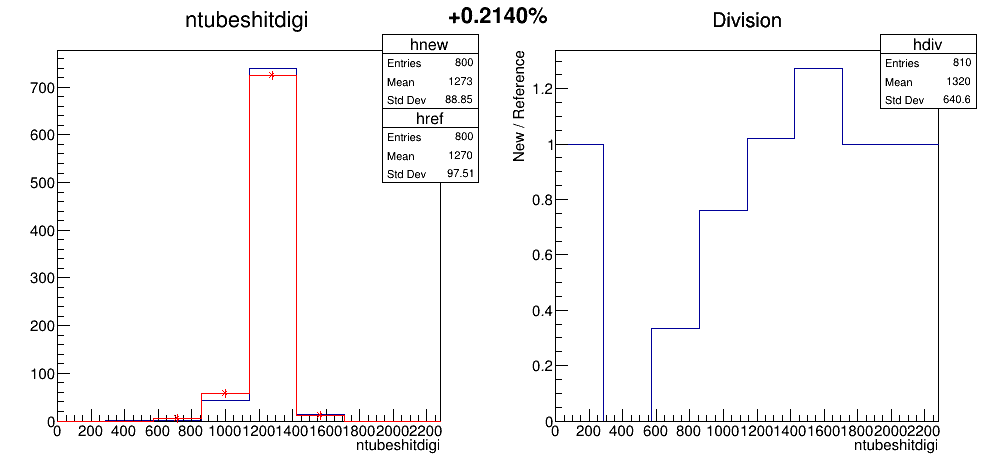 ntubeshitdigi
+0.2140%
Division
hnew
Entries 800
Mean 1273
Std Dev 88.85
href
Entries 800
Mean 1270
Std Dev 97.51
700
600
500
400
300
200
100
0
0 200 400 600 800 1000 1200 1400 1600 1800 2000 2200
ntubeshitdigi
hdiv
Entries 810
Mean 1320
Std Dev 640.6
New / Reference
1.2
1
0.8
0.6
0.4
0.2
0
0 200 400 600 800 1000 1200 1400 1600 1800 2000 2200
ntubeshitdigi